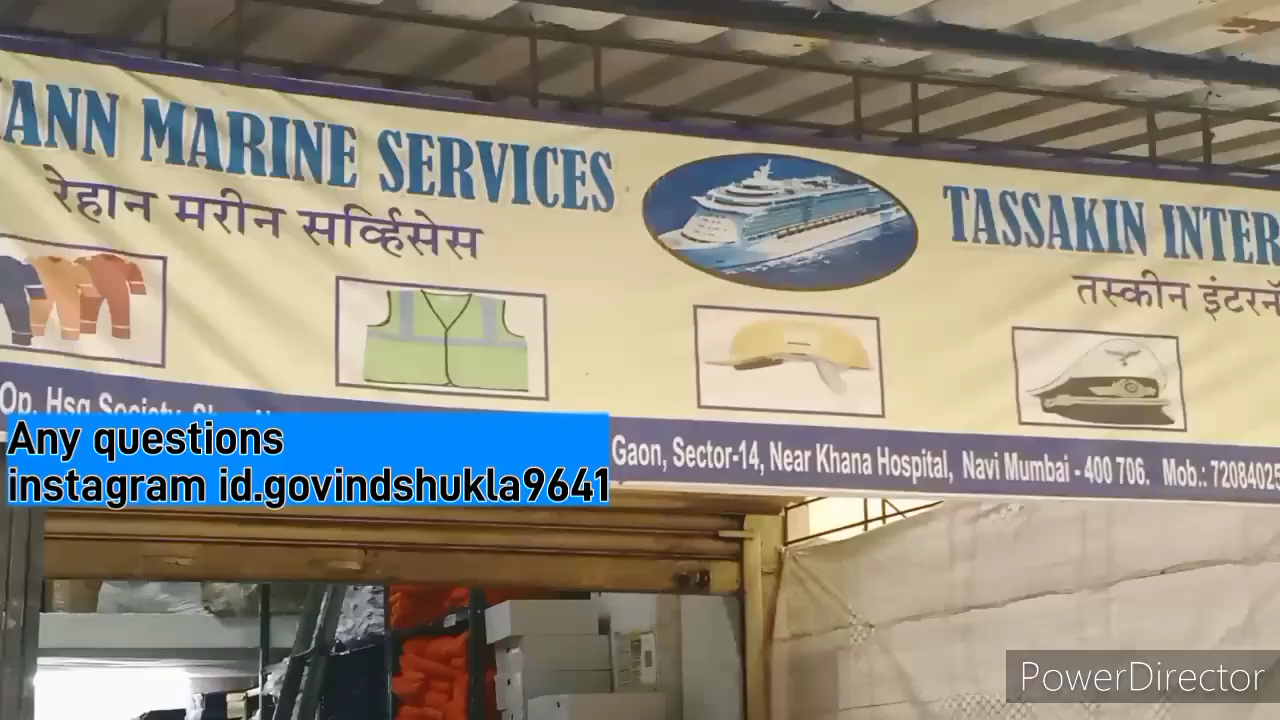 ANN MARINE SERVICES
रेहान मरीन सर्व्हिसेस
TASSAKIN INTER
तस्कीन इंटरनॅ
Op. Hsg Society,
Gaon, Sector-14, Near Khana Hospital, Navi Mumbai - 400 706. Mob.: 72084025
Any questions
instagram id.govindshukla9641
PowerDirector